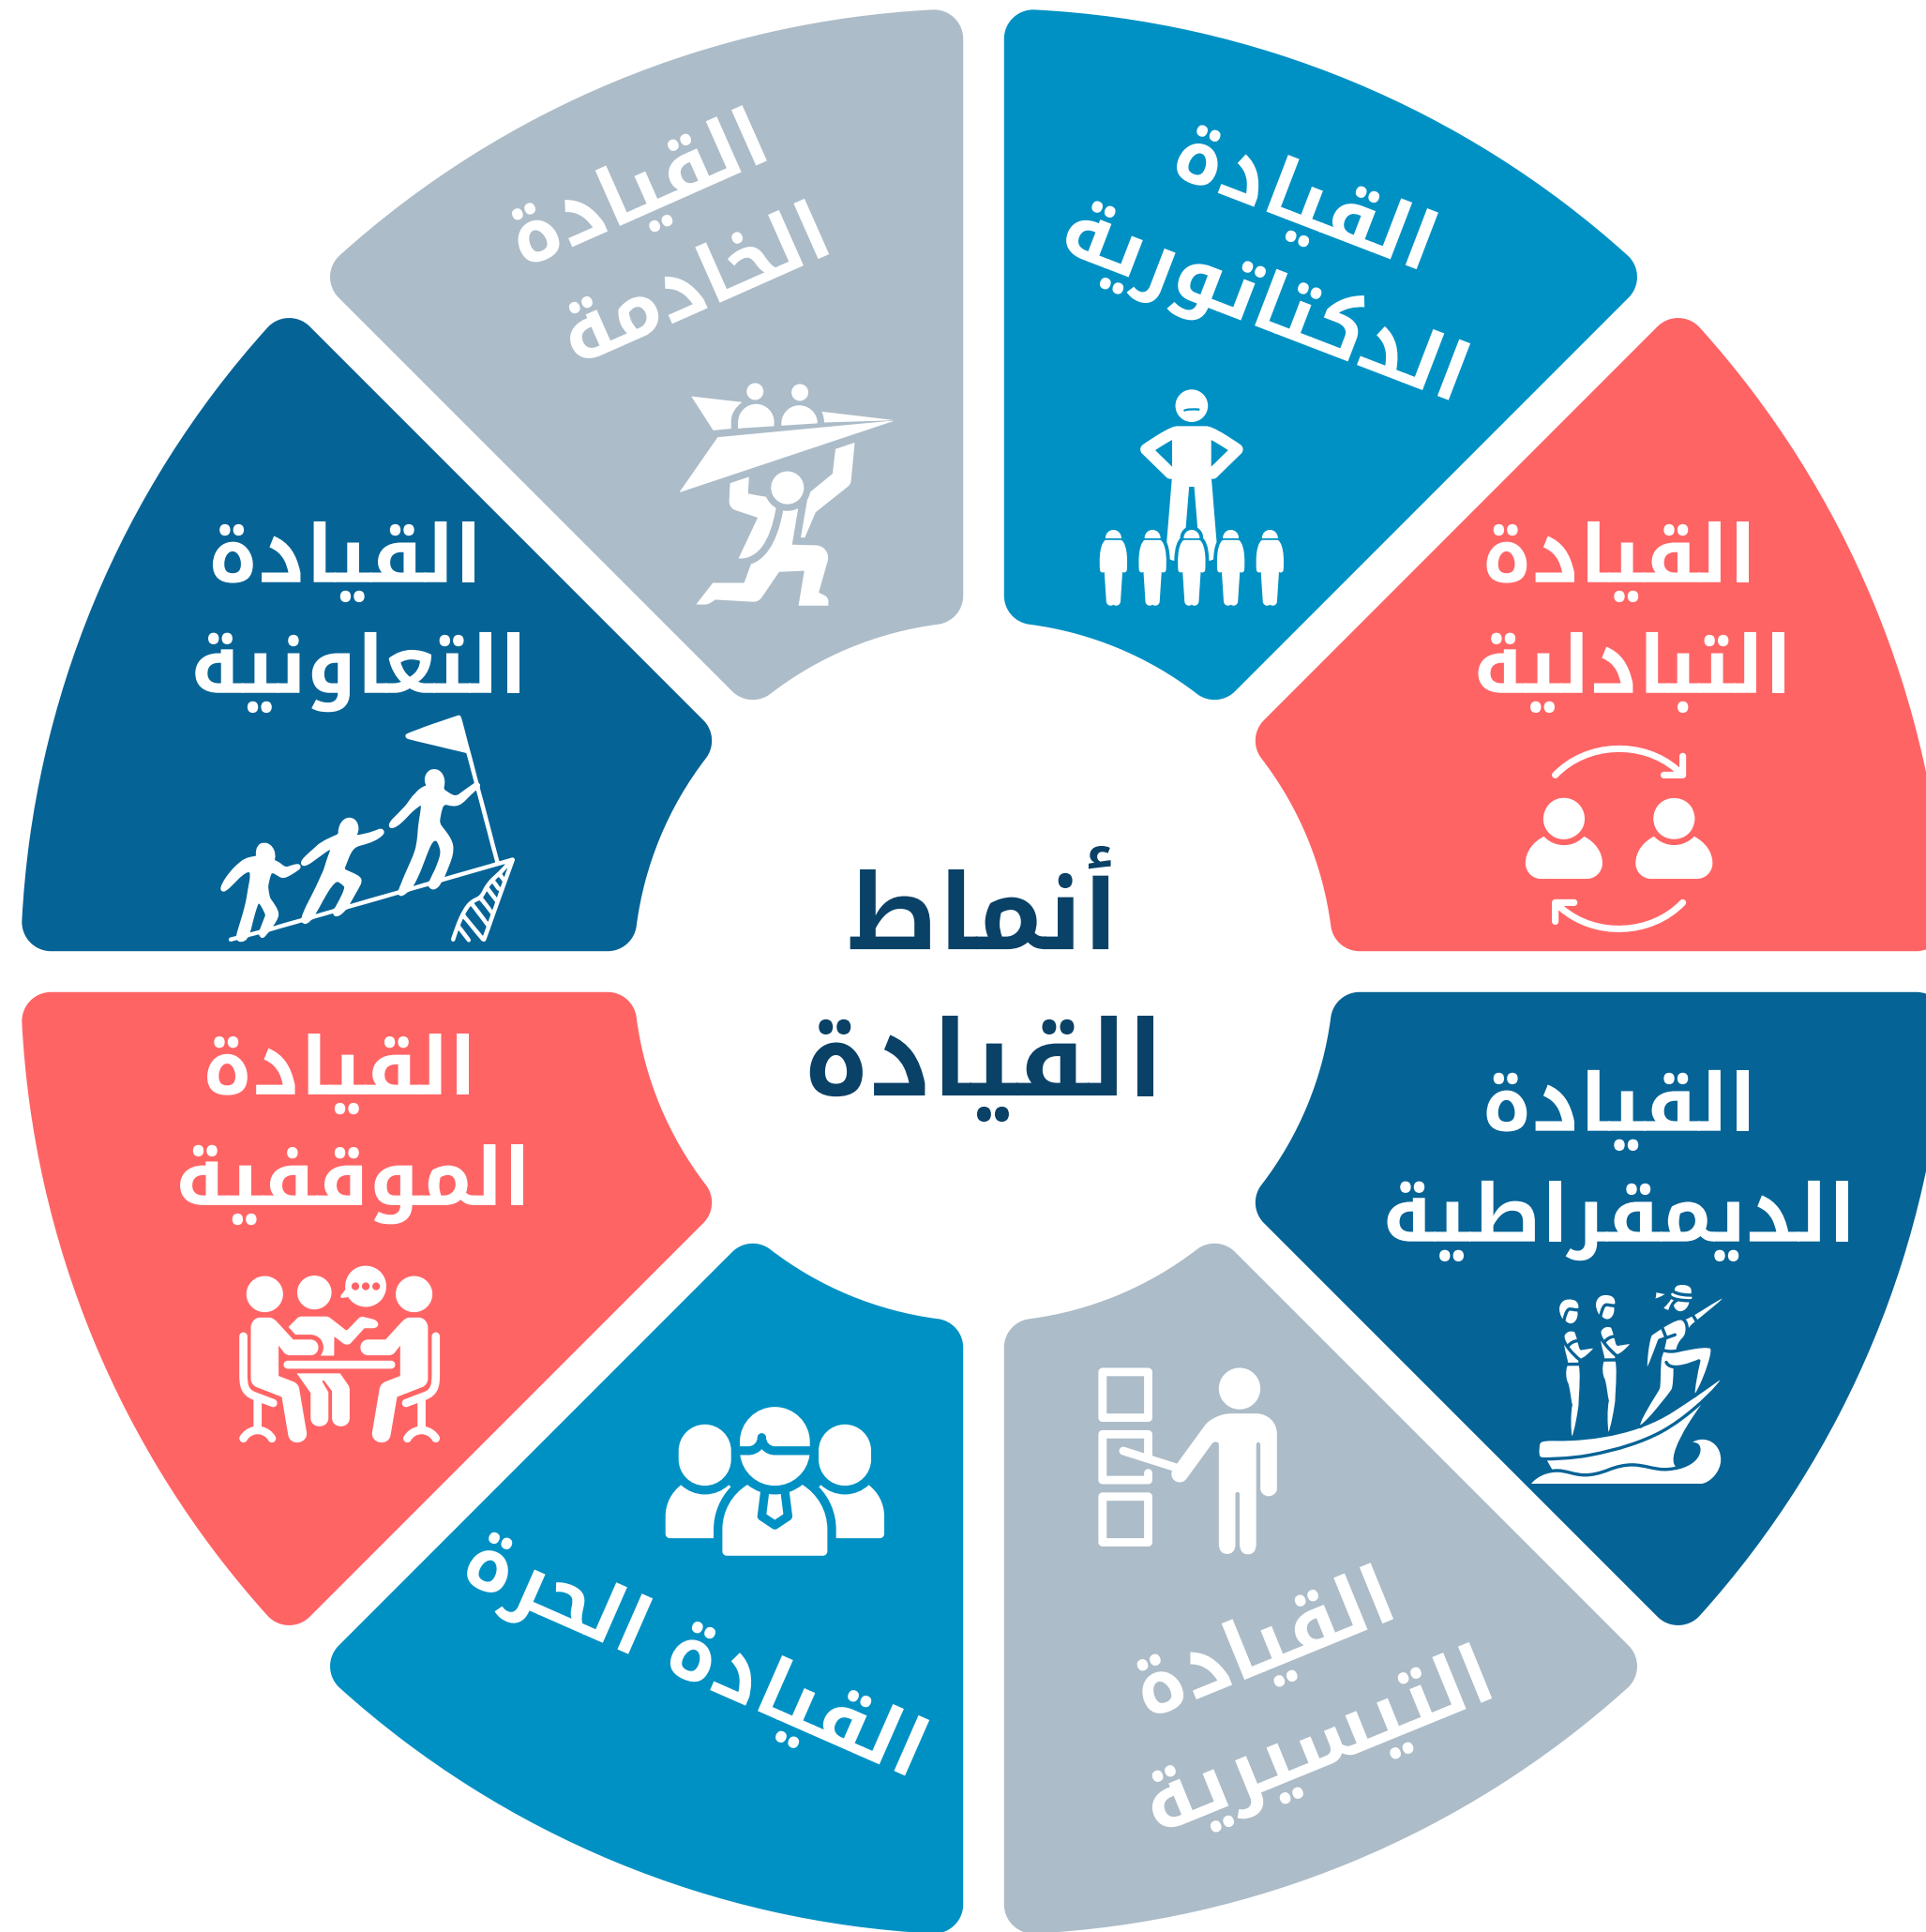 أنماط
القيادة
القيادة
الدكتاتورية
القيادة
التبادلية
القيادة
الديمقراطية
القيادة
التيسيرية
القيادة الحرة
القيادة
الموقفية
القيادة
التعاونية
القيادة
الخادمة